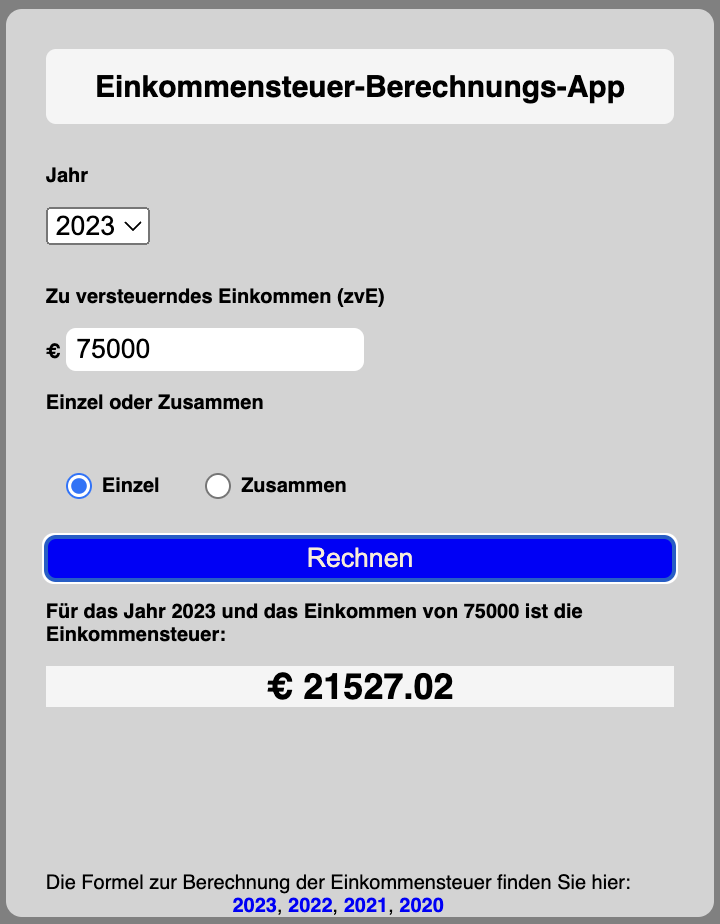 Einkommensteuer-Berechnungs-App
Jahr
2023
Zu versteuerndes Einkommen (zvE)
€ 75000
Einzel oder Zusammen
Einzel Zusammen
Rechnen
Für das Jahr 2023 und das Einkommen von 75000 ist die
Einkommensteuer:
€ 21527.02
Die Formel zur Berechnung der Einkommensteuer finden Sie hier:
2023, 2022, 2021, 2020